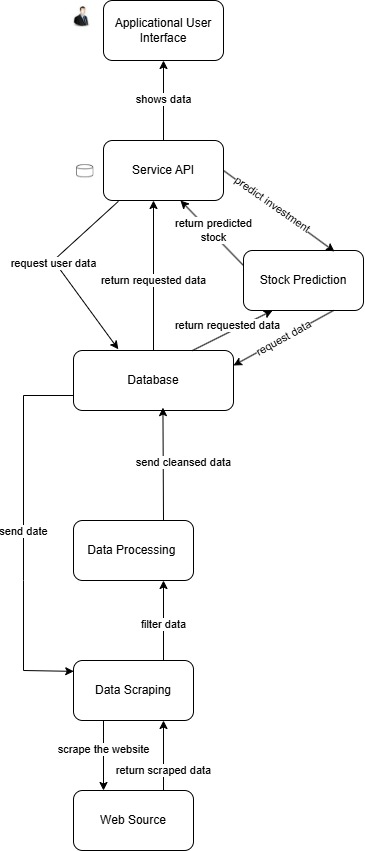 Applicational User
Interface
shows data
Service API
predict investment
return predicted
stock
request user data
return requested data
Stock Prediction
return requested data
request data
Database
send cleansed data
send date
Data Processing
filter data
Data Scraping
scrape the website
return scraped data
Web Source